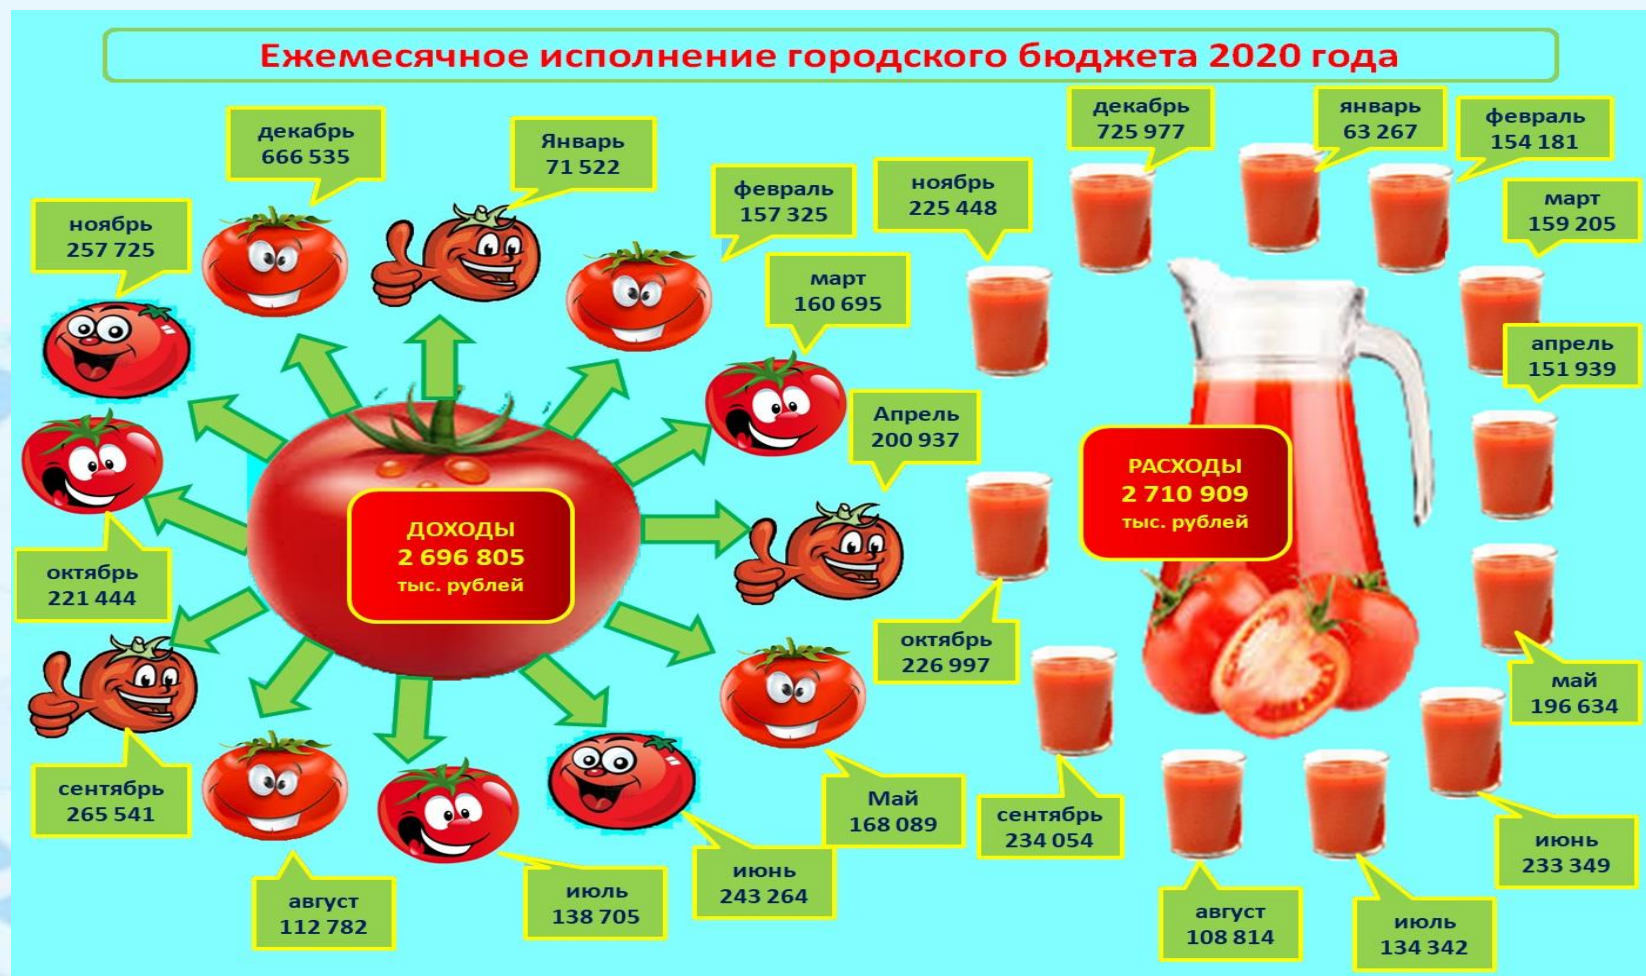 Ежемесячное исполнение городского бюджета 2020 года
декабрь
666 535
Январь
71 522
февраль
157 325
март
160 695
Апрель
200 937
Май
168 089
июнь
243 264
июль
138 705
август
112 782
сентябрь
265 541
октябрь
221 444
ноябрь
257 725
ДОХОДЫ
2 696 805
тыс. рублей
декабрь
725 977
январь
63 267
февраль
154 181
март
159 205
апрель
151 939
май
196 634
июнь
233 349
июль
134 342
август
108 814
сентябрь
234 054
октябрь
226 997
ноябрь
225 448
РАСХОДЫ
2 710 909
тыс. рублей